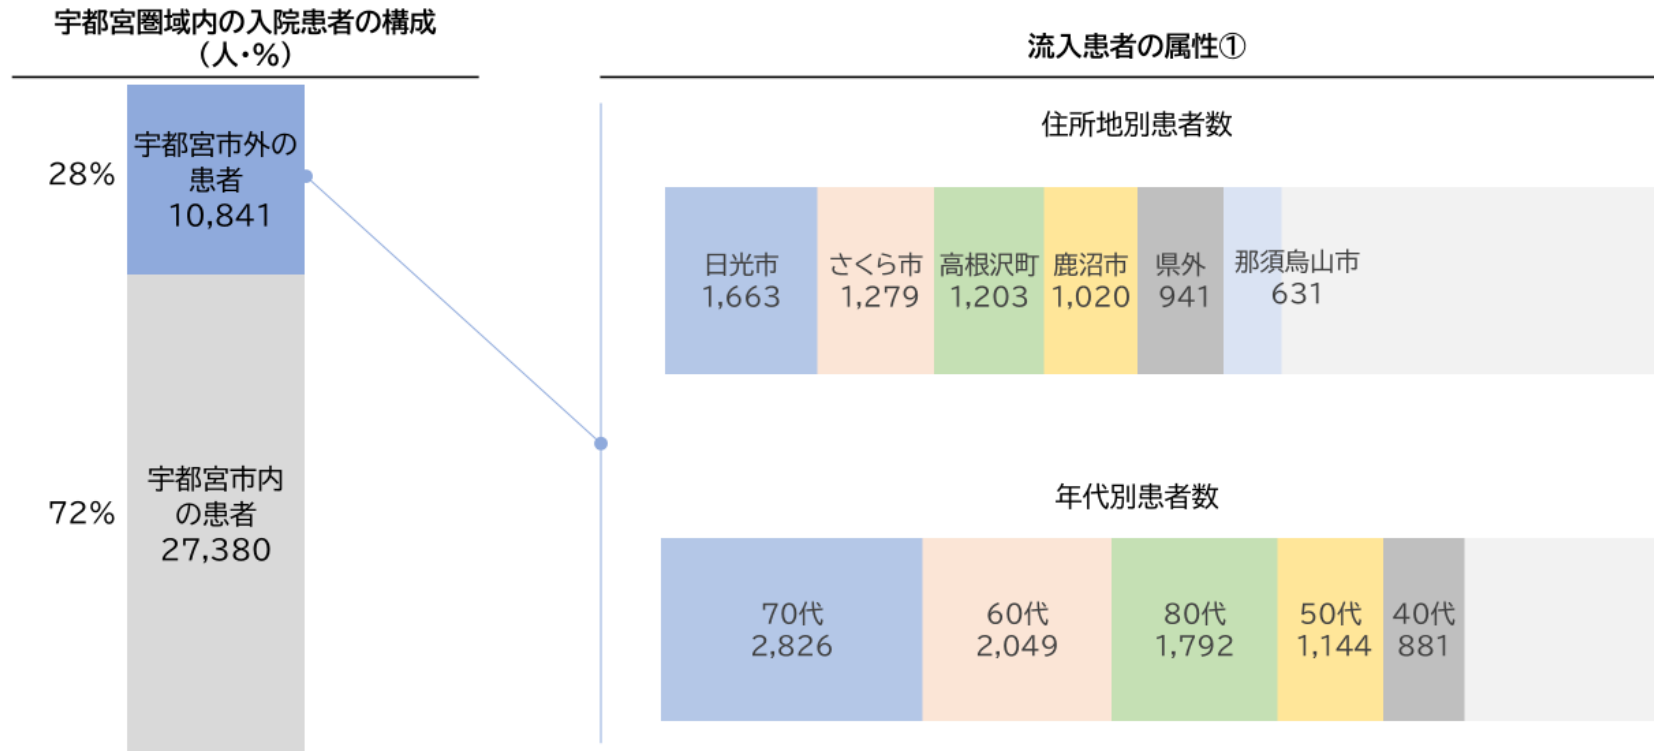 宇都宮圏域内の入院患者の構成
（人・%）
流入患者の属性①
28%
宇都宮市外の
患者
10,841
72%
宇都宮市内
の患者
27,380
住所地別患者数
日光市
1,663
さくら市
1,279
高根沢町
1,203
鹿沼市
1,020
県外
941
那須烏山市
631
年代別患者数
70代
2,826
60代
2,049
80代
1,792
50代
1,144
40代
881